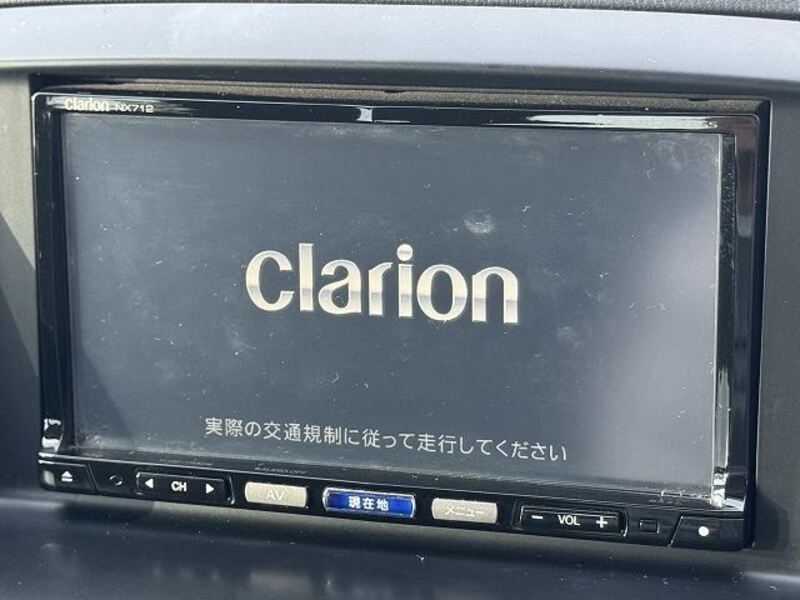 clarion NX712
clarion
実際の交通規制に従って走行してください
CH
AV
現在地
メニュー
− VOL +